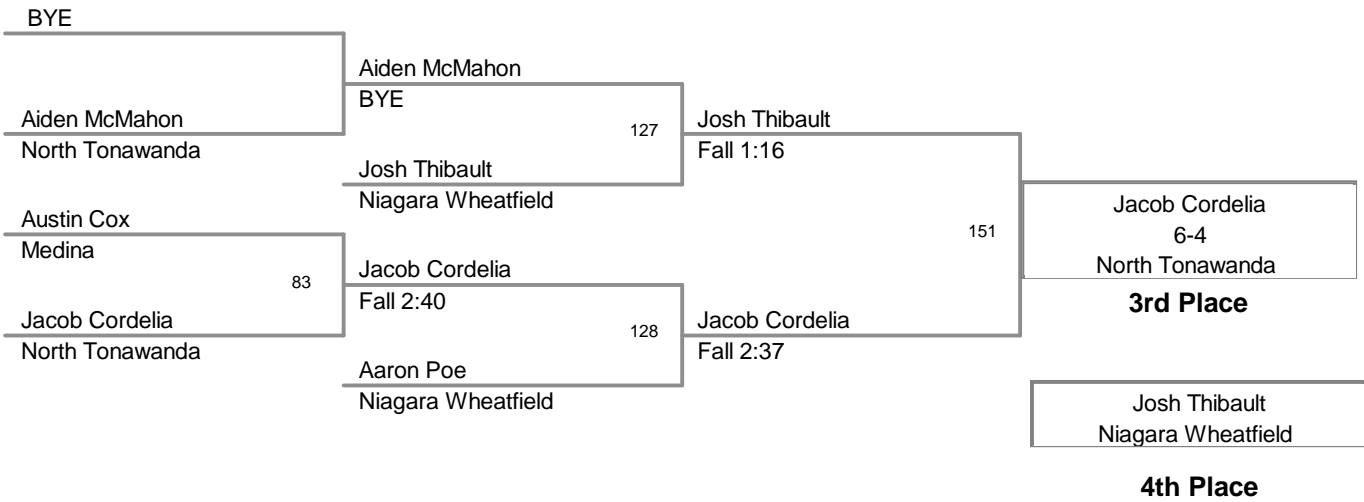 BYE
Aiden McMahon
BYE
Aiden McMahon
North Tonawanda
127
Josh Thibault
Fall 1:16
Josh Thibault
Niagara Wheatfield
Austin Cox
Medina
83
Jacob Cordelia
Fall 2:40
Jacob Cordelia
North Tonawanda
128
Jacob Cordelia
Fall 2:37
Aaron Poe
Niagara Wheatfield
151
Jacob Cordelia
6-4
North Tonawanda
3rd Place
Josh Thibault
Niagara Wheatfield
4th Place